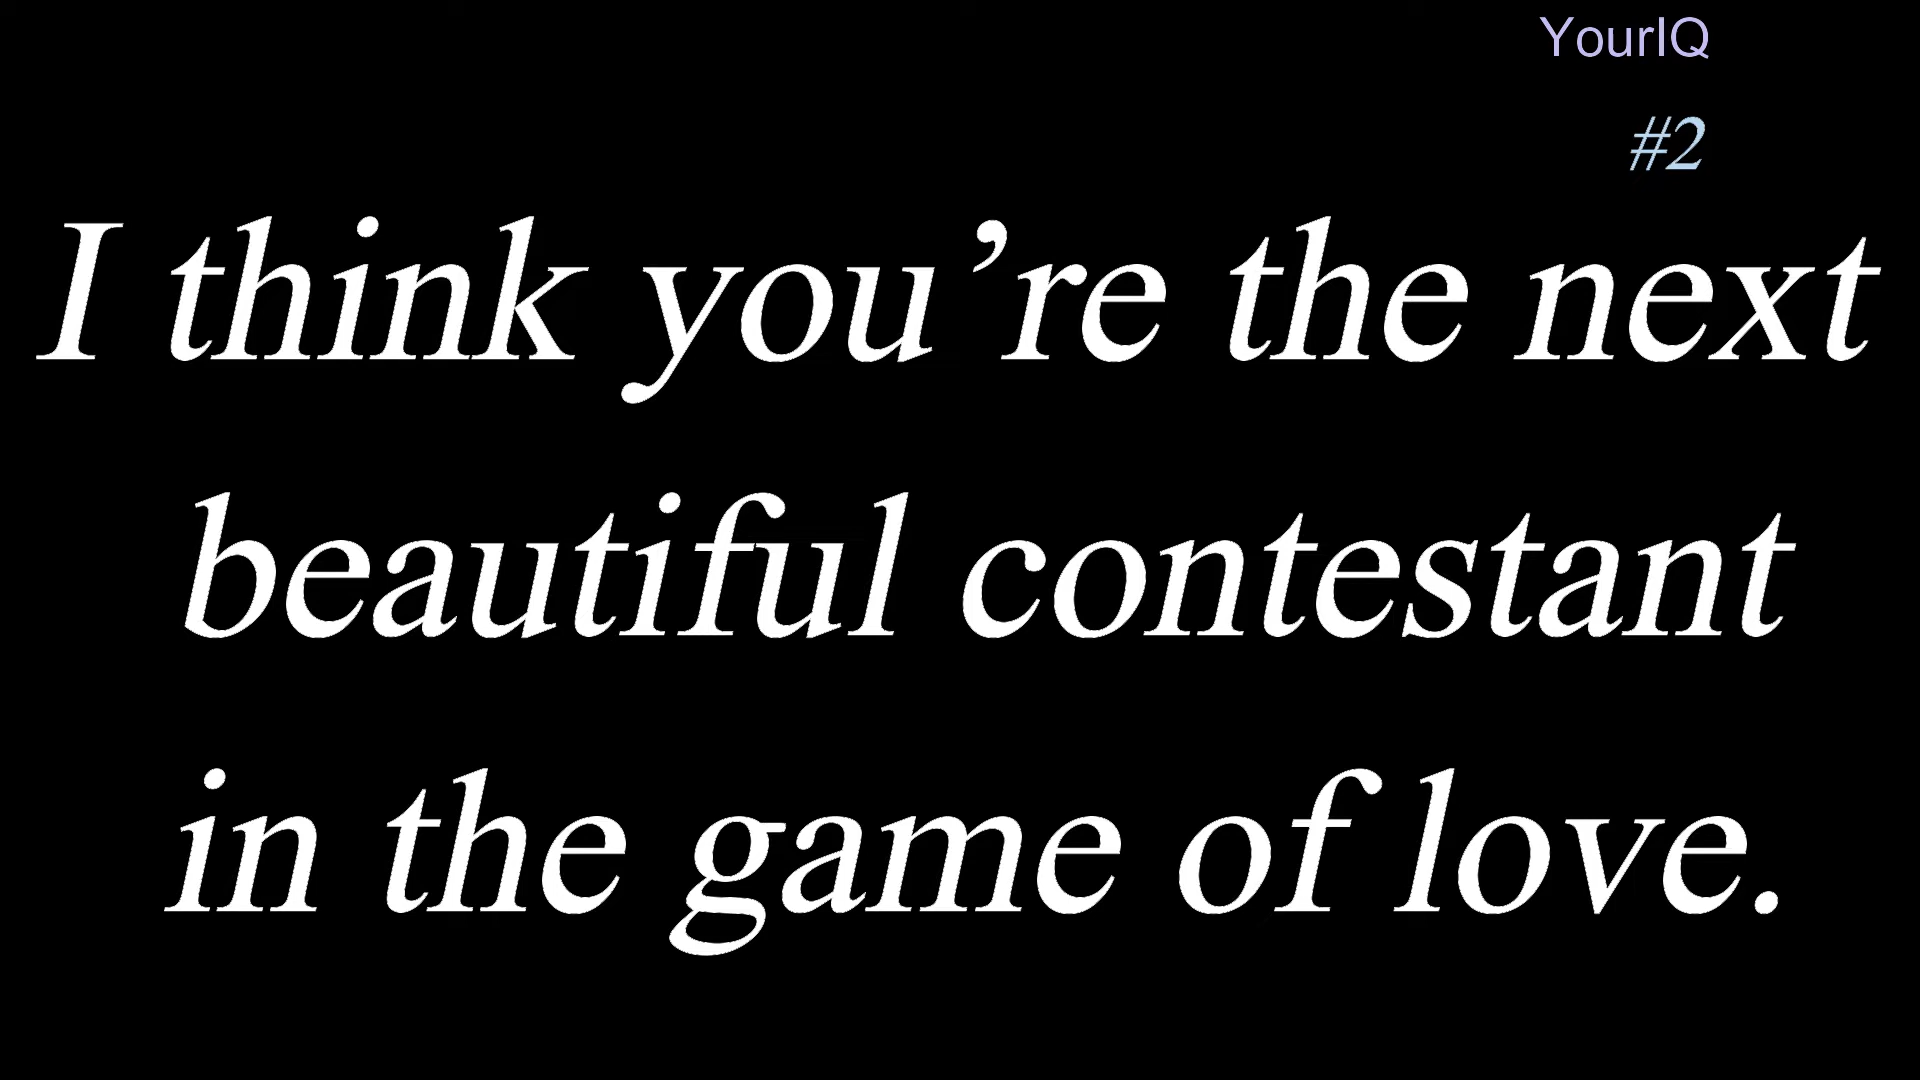 YourIQ
#2
I think you’re the next
beautiful contestant
in the game of love.